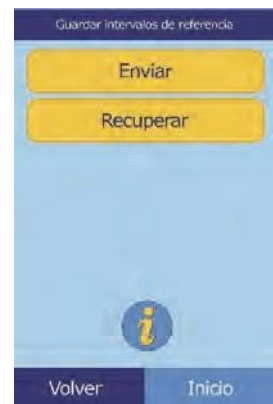 Guardar intervalos de referencia
Enviar
Recuperar
i
Volver Inicio